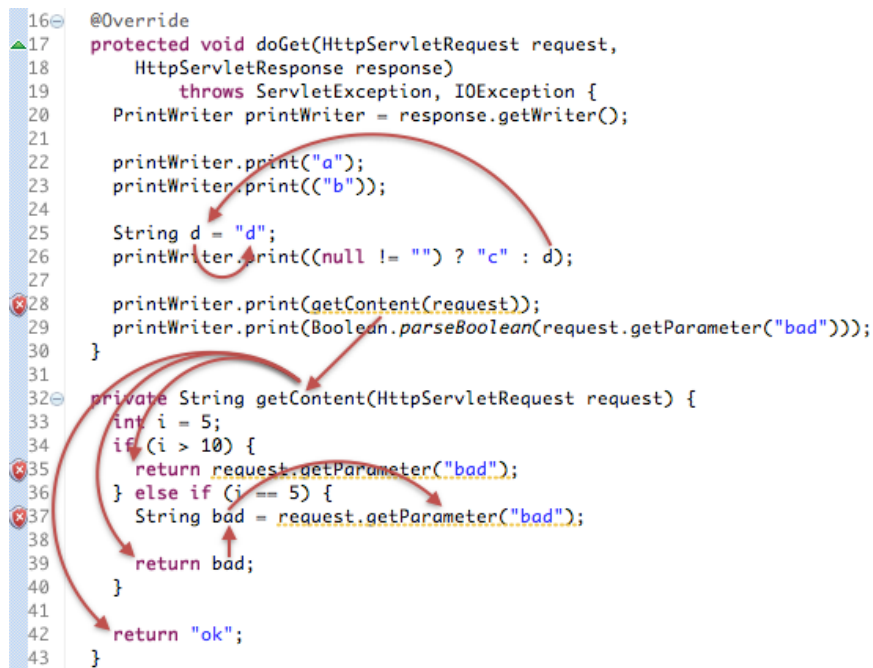 16 @Override
17 protected void doGet(HttpServletRequest request,
18 HttpServletResponse response)
19 throws ServletException, IOException {
20 PrintWriter printWriter = response.getWriter();
21
22 printWriter.print("a");
23 printWriter.print(("b"));
24
25 String d = "d";
26 printWriter.print((null != "") ? "c" : d);
27
28 printWriter.print(getContent(request));
29 printWriter.print(Boolean.parseBoolean(request.getParameter("bad")));
30 }
31
32 private String getContent(HttpServletRequest request) {
33 int i = 5;
34 if (i > 10) {
35 return request.getParameter("bad");
36 } else if (i == 5) {
37 String bad = request.getParameter("bad");
38
39 return bad;
40 }
41
42 return "ok";
43 }